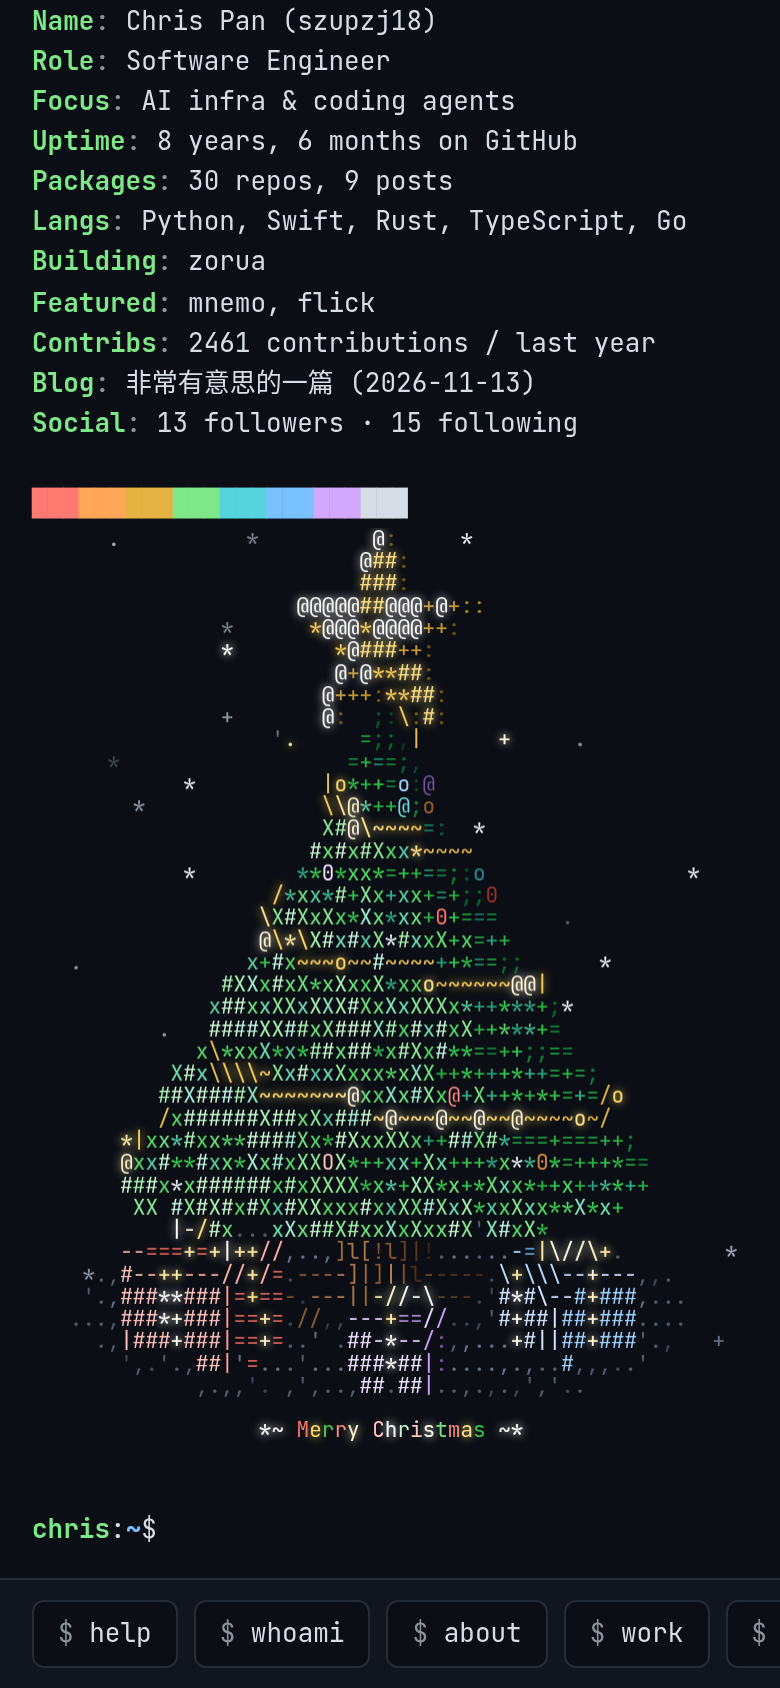 Name: Chris Pan (szupzj18)
Role: Software Engineer
Focus: AI infra & coding agents
Uptime: 8 years, 6 months on GitHub
Packages: 30 repos, 9 posts
Langs: Python, Swift, Rust, TypeScript, Go
Building: zorua
Featured: mnemo, flick
Contribs: 2461 contributions / last year
Blog: 非常有意思的一篇 (2026-11-13)
Social: 13 followers · 15 following
*~ Merry Christmas ~*
chris:~$
$ help
$ whoami
$ about
$ work
$